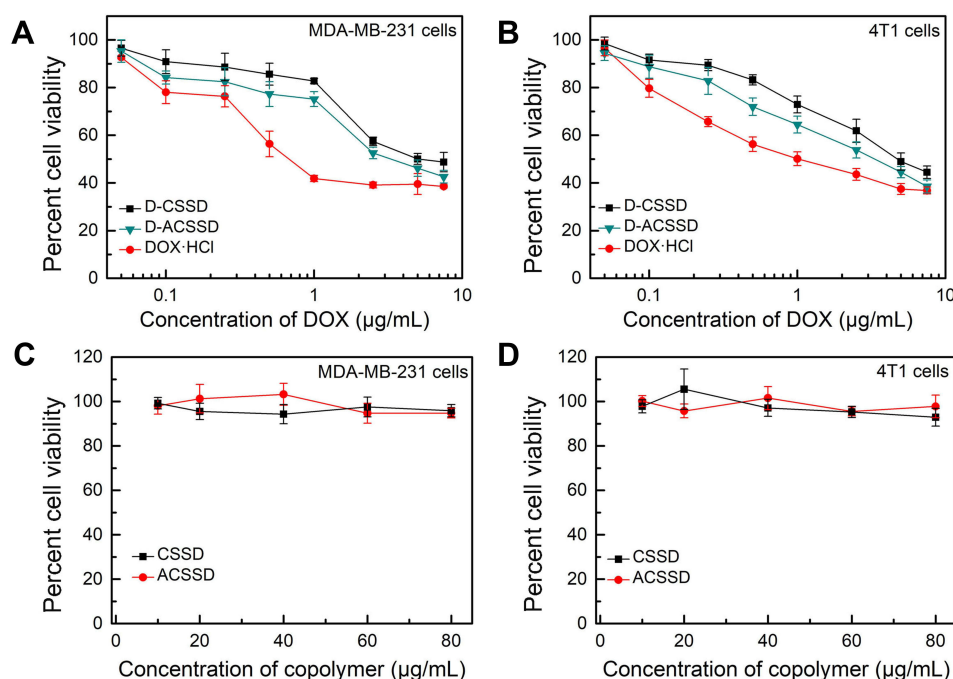 A
MDA-MB-231 cells
Percent cell viability
100
80
60
40
20
0
D-CSSD
D-ACSSD
DOX·HCl
0.1 1 10
Concentration of DOX (μg/mL)
B
4T1 cells
Percent cell viability
100
80
60
40
20
0
D-CSSD
D-ACSSD
DOX·HCl
0.1 1 10
Concentration of DOX (μg/mL)
C
MDA-MB-231 cells
Percent cell viability
120
100
80
60
40
20
0
CSSD
ACSSD
0 20 40 60 80
Concentration of copolymer (μg/mL)
D
4T1 cells
Percent cell viability
120
100
80
60
40
20
0
CSSD
ACSSD
0 20 40 60 80
Concentration of copolymer (μg/mL)